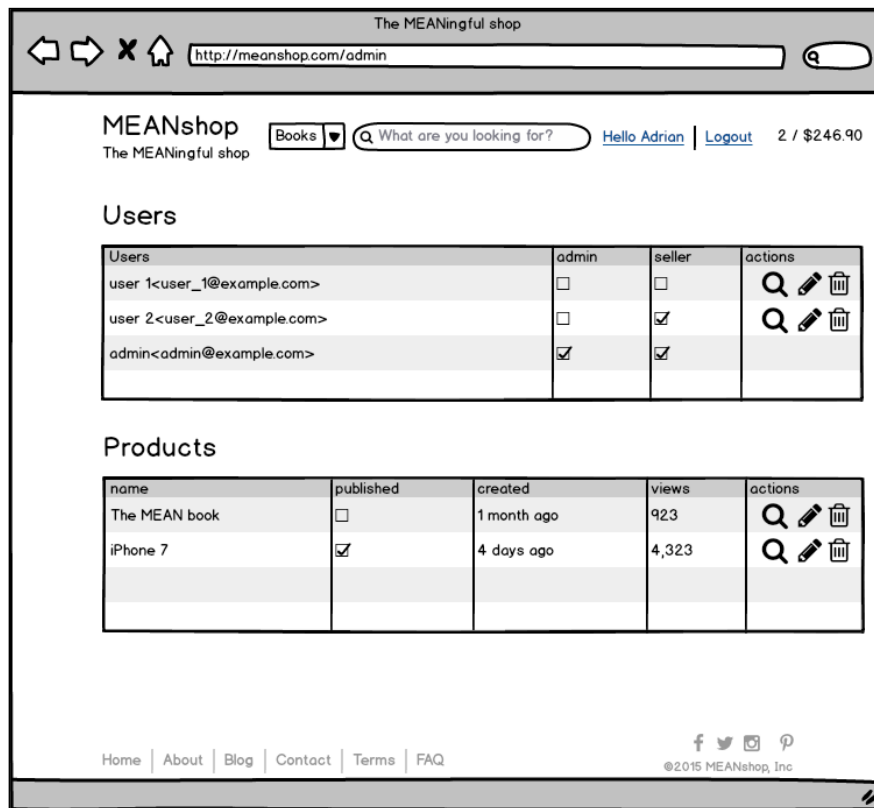 The MEANingful shop
http://meanshop.com/admin
MEANshop
The MEANingful shop
Books What are you looking for? Hello Adrian Logout 2 / $246.90
Users
Users admin seller actions
user 1<user_1@example.com>
user 2<user_2@example.com>
admin<admin@example.com>
Products
name published created views actions
The MEAN book 1 month ago 923
iPhone 7 4 days ago 4,323
Home About Blog Contact Terms FAQ
©2015 MEANshop, Inc